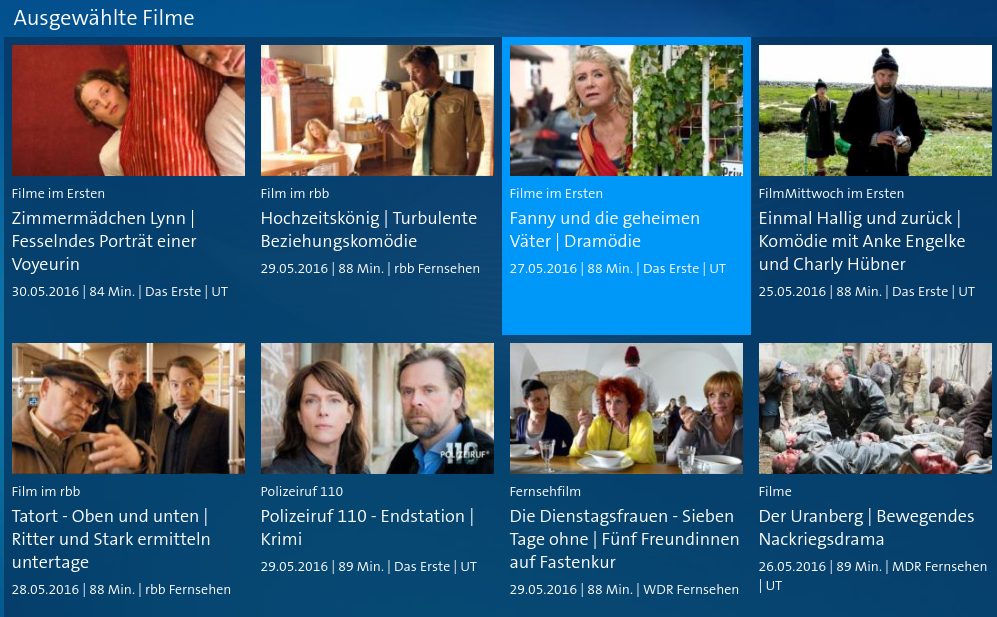 Ausgewählte Filme
Filme im Ersten
Zimmermädchen Lynn |
Fesselndes Porträt einer
Voyeurin
30.05.2016 | 84 Min. | Das Erste | UT
Film im rbb
Hochzeitskönig | Turbulente
Beziehungskomödie
29.05.2016 | 88 Min. | rbb Fernsehen
Priv
Filme im Ersten
Fanny und die geheimen
Väter | Dramödie
27.05.2016 | 88 Min. | Das Erste | UT
FilmMittwoch im Ersten
Einmal Hallig und zurück |
Komödie mit Anke Engelke
und Charly Hübner
25.05.2016 | 88 Min. | Das Erste | UT
Film im rbb
Tatort - Oben und unten |
Ritter und Stark ermitteln
untertage
28.05.2016 | 88 Min. | rbb Fernsehen
110
POLIZEIRUF
Polizeiruf 110
Polizeiruf 110 - Endstation |
Krimi
29.05.2016 | 89 Min. | Das Erste | UT
Fernsehfilm
Die Dienstagsfrauen - Sieben
Tage ohne | Fünf Freundinnen
auf Fastenkur
29.05.2016 | 88 Min. | WDR Fernsehen
Filme
Der Uranberg | Bewegendes
Nackriegsdrama
26.05.2016 | 89 Min. | MDR Fernsehen
| UT